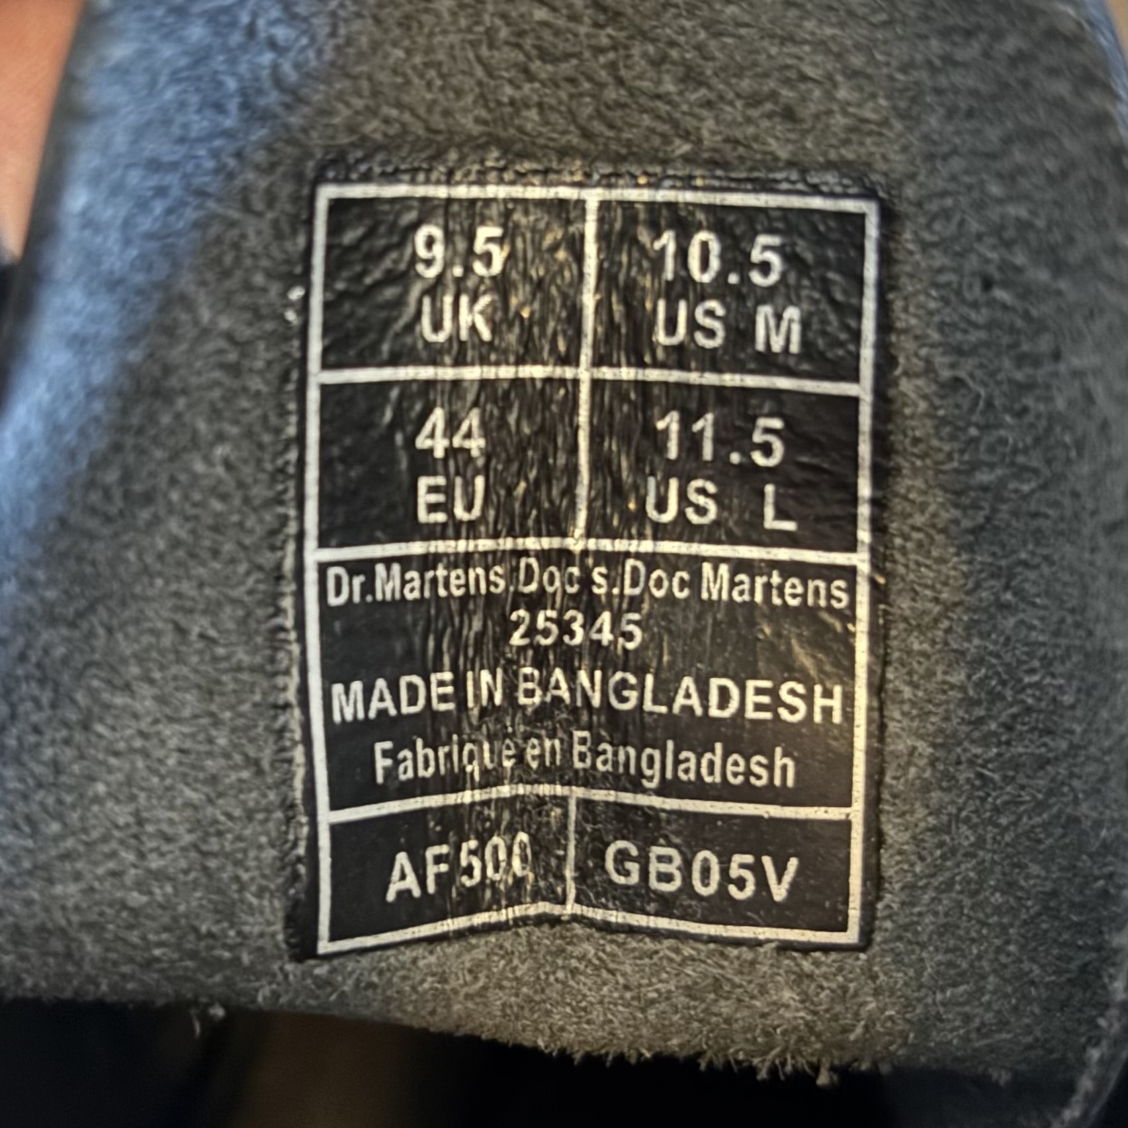 9.5 10.5
UK US M
44 11.5
EU US L
Dr.Martens.Doc's.Doc Martens
25345
MADE IN BANGLADESH
Fabriqué en Bangladesh
AF500 GB05V